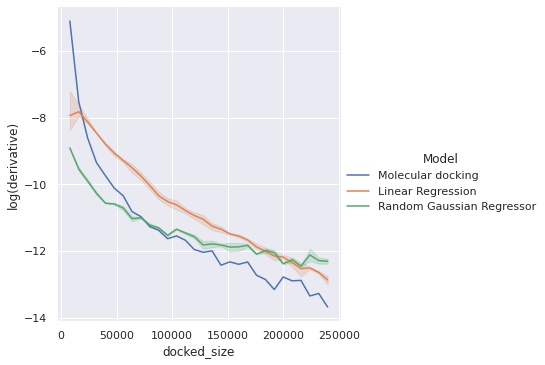 −6
−8
−10
−12
−14
log(derivative)
0
50000
100000
150000
200000
250000
docked_size
Model
Molecular docking
Linear Regression
Random Gaussian Regressor